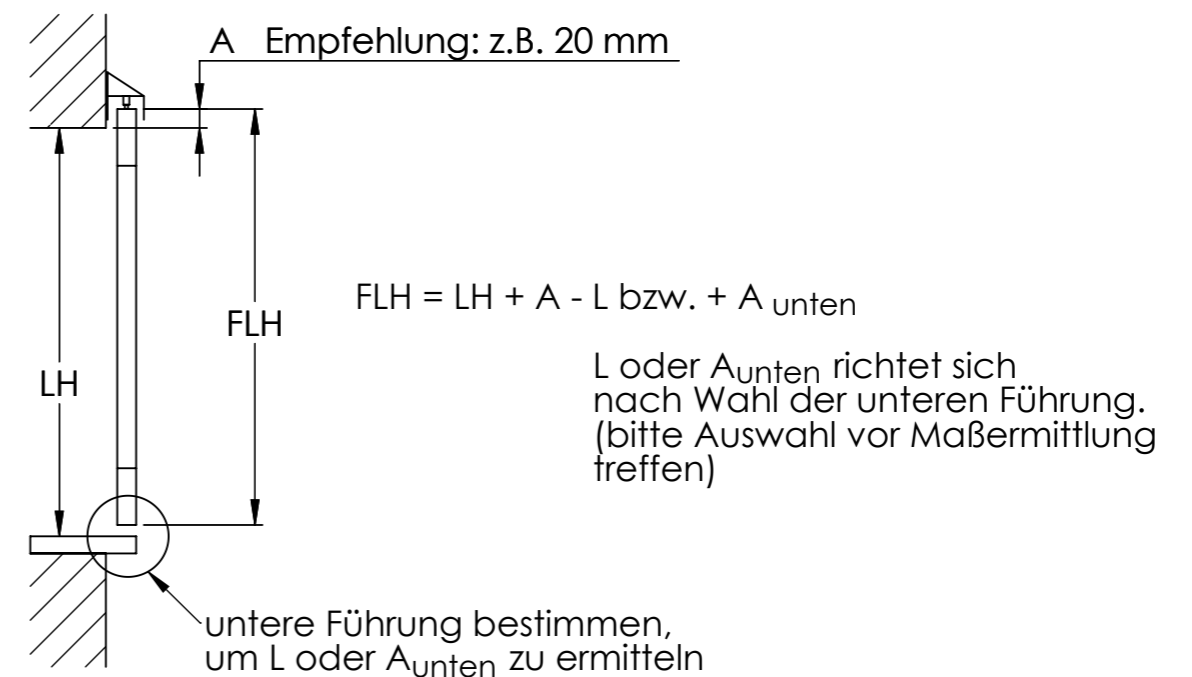 A Empfehlung: z.B. 20 mm
FLH = LH + A - L bzw. + A unten
FLH
LH
L oder Aunten richtet sich
nach Wahl der unteren Führung.
(bitte Auswahl vor Maßermittlung
treffen)
untere Führung bestimmen,
um L oder Aunten zu ermitteln